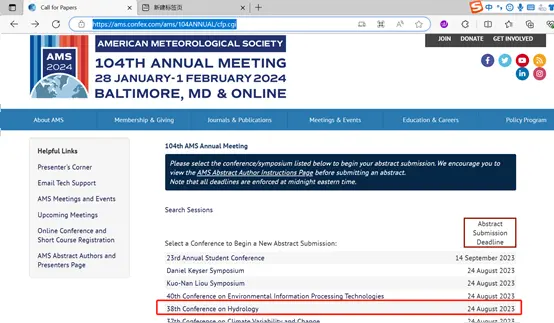 Call for Papers
新建标签页
https://ams.confex.com/ams/104ANNUAL/cfp.cgi
JOIN DONATE GET INVOLVED
AMERICAN METEOROLOGICAL SOCIETY
104TH ANNUAL MEETING
28 JANUARY-1 FEBRUARY 2024
BALTIMORE, MD & ONLINE
AMS
2024
About AMS Membership & Giving Journals & Publications Meetings & Events Education & Careers Policy Program
Helpful Links
Presenter's Corner
Email Tech Support
AMS Meetings and Events
Upcoming Meetings
Online Conference and
Short Course Registration
AMS Abstract Authors and
Presenters Page
104th AMS Annual Meeting
Please select the conference/symposium listed below to begin your abstract submission. We encourage you to
view the AMS Abstract Author Instructions Page before submitting an abstract.
Note that all deadlines are enforced at midnight eastern time.
Search Sessions
Abstract
Submission
Deadline
Select a Conference to Begin a New Abstract Submission:
23rd Annual Student Conference 14 September 2023
Daniel Keyser Symposium 24 August 2023
Kuo-Nan Liou Symposium 24 August 2023
40th Conference on Environmental Information Processing Technologies 24 August 2023
38th Conference on Hydrology 24 August 2023
37th Conference on Climate Variability and Change 24 August 2023